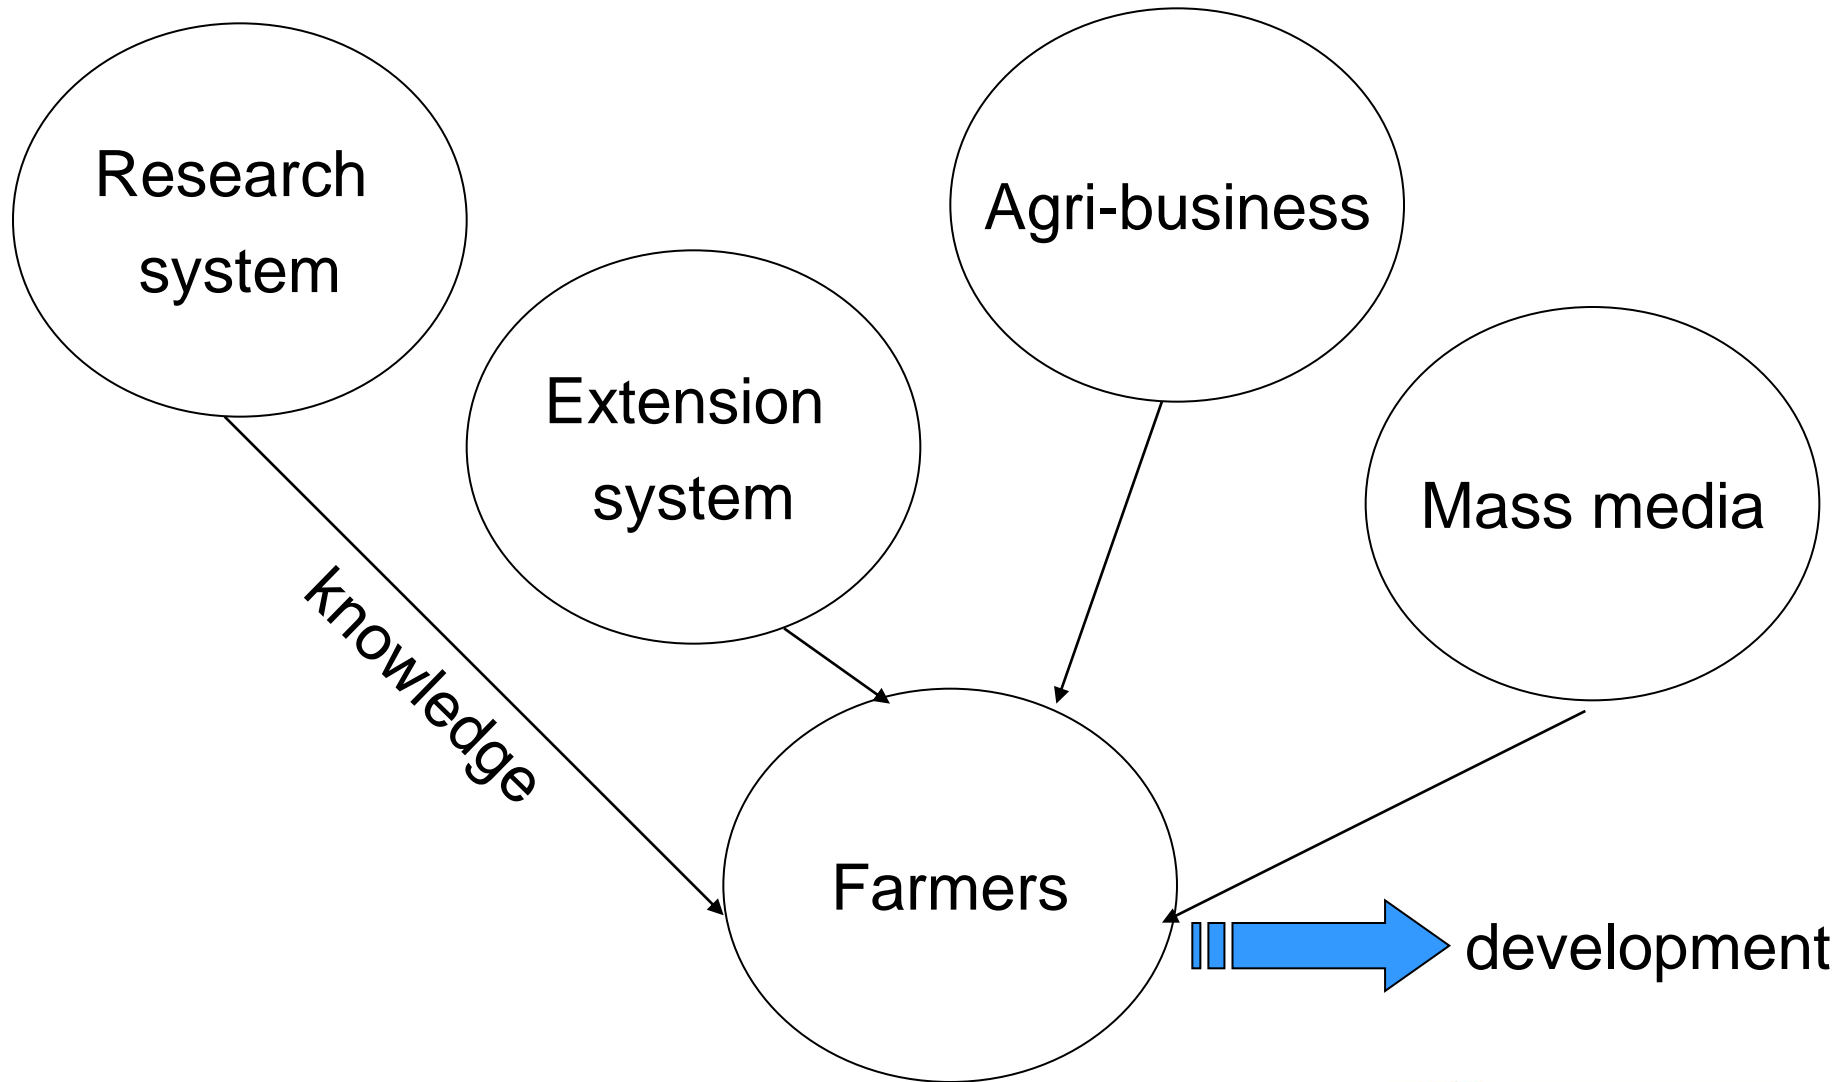 Research
system
Agri-business
Extension
system
Mass media
knowledge
Farmers
development